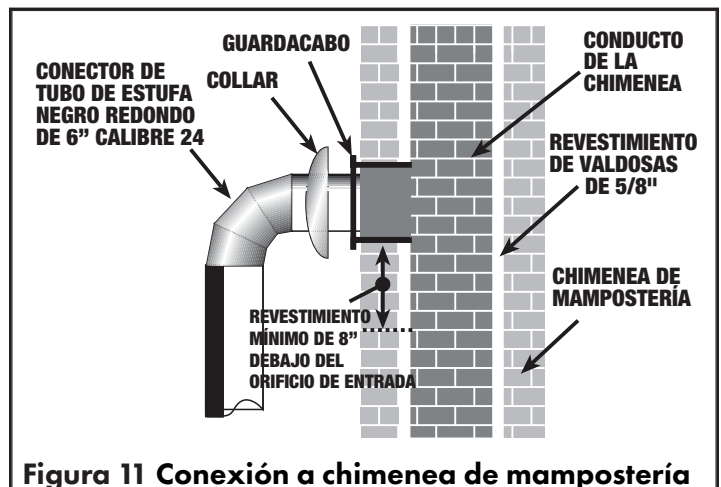 GUARDACABO
COLLAR
CONECTOR DE
TUBO DE ESTUFA
NEGRO REDONDO
DE 6” CALIBRE 24
CONDUCTO
DE LA
CHIMENEA
REVESTIMIENTO
DE VALDOSAS
DE 5/8"
CHIMENEA DE
MAMPOSTERÍA
REVESTIMIENTO
MÍNIMO DE 8”
DEBAJO DEL
ORIFICIO DE ENTRADA
Figura 11 Conexión a chimenea de mampostería